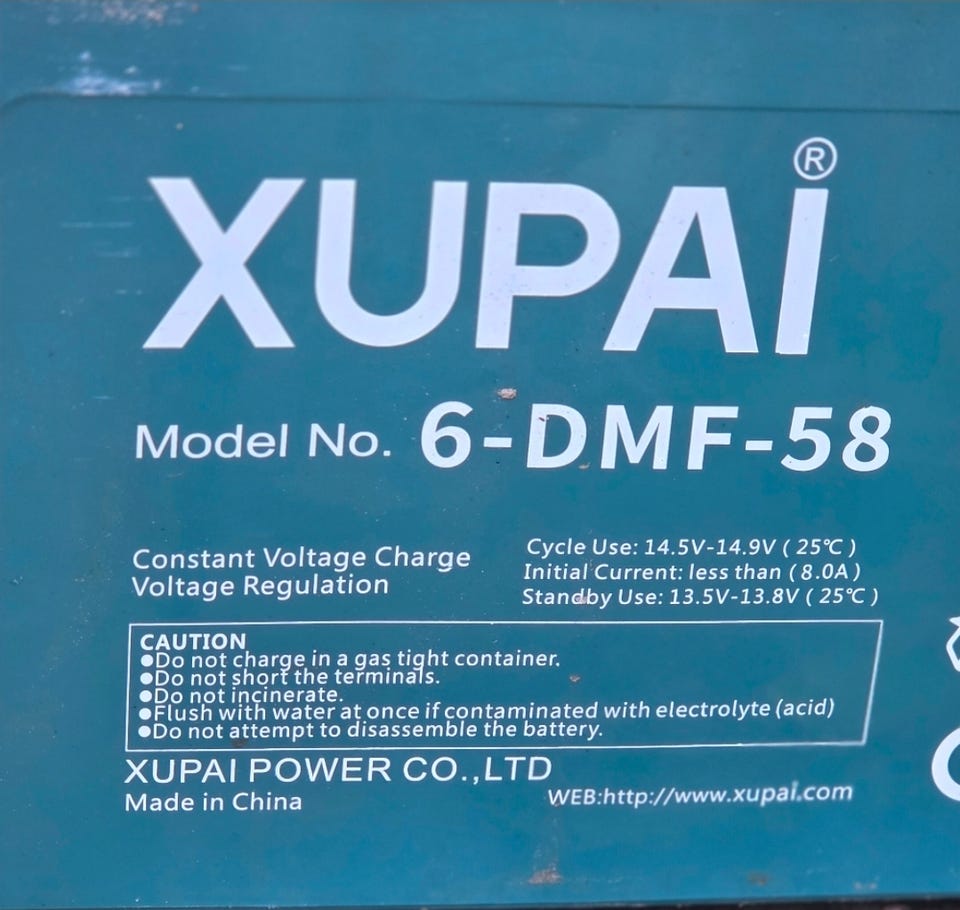 XUPAI®
Model No. 6-DMF-58
Constant Voltage Charge
Voltage Regulation
Cycle Use: 14.5V-14.9V ( 25℃ )
Initial Current: less than ( 8.0A )
Standby Use: 13.5V-13.8V ( 25℃ )
CAUTION
●Do not charge in a gas tight container.
●Do not short the terminals.
●Do not incinerate.
●Flush with water at once if contaminated with electrolyte (acid)
●Do not attempt to disassemble the battery.
XUPAI POWER CO.,LTD
Made in China
WEB:http://www.xupai.com